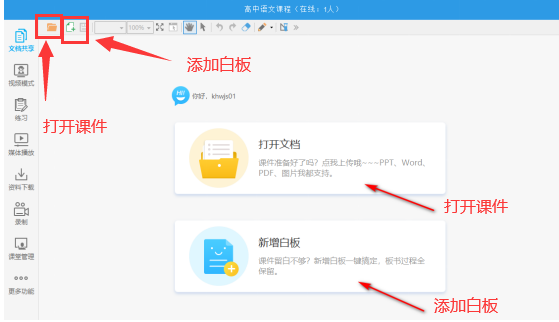 高中语文课程（在线：1人）
100%
文档共享
添加白板
视频模式
Hi!
你好，khwjs01
练习
打开课件
打开文档
课件准备好了吗？点我上传哦~~~PPT、Word、
PDF、图片我都支持。
媒体播放
资料下载
打开课件
录制
新增白板
课堂管理
课件留白不够？新增白板一键搞定，板书过程全
保留。
更多功能
添加白板